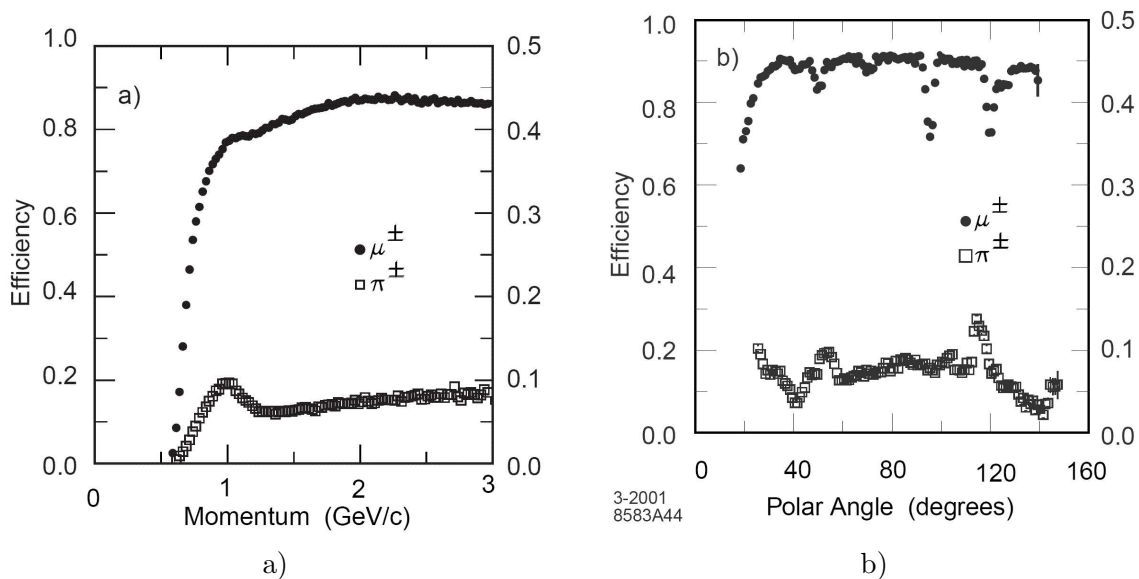 a)
1.0
0.8
0.6
0.4
0.2
0.0
Efficiency
0.5
0.4
0.3
0.2
0.1
0.0
μ±
π±
0 1 2 3
Momentum (GeV/c)
a)
b)
1.0
0.8
0.6
0.4
0.2
0.0
Efficiency
0.5
0.4
0.3
0.2
0.1
0.0
μ±
π±
0 40 80 120 160
3-2001
8583A44
Polar Angle (degrees)
b)